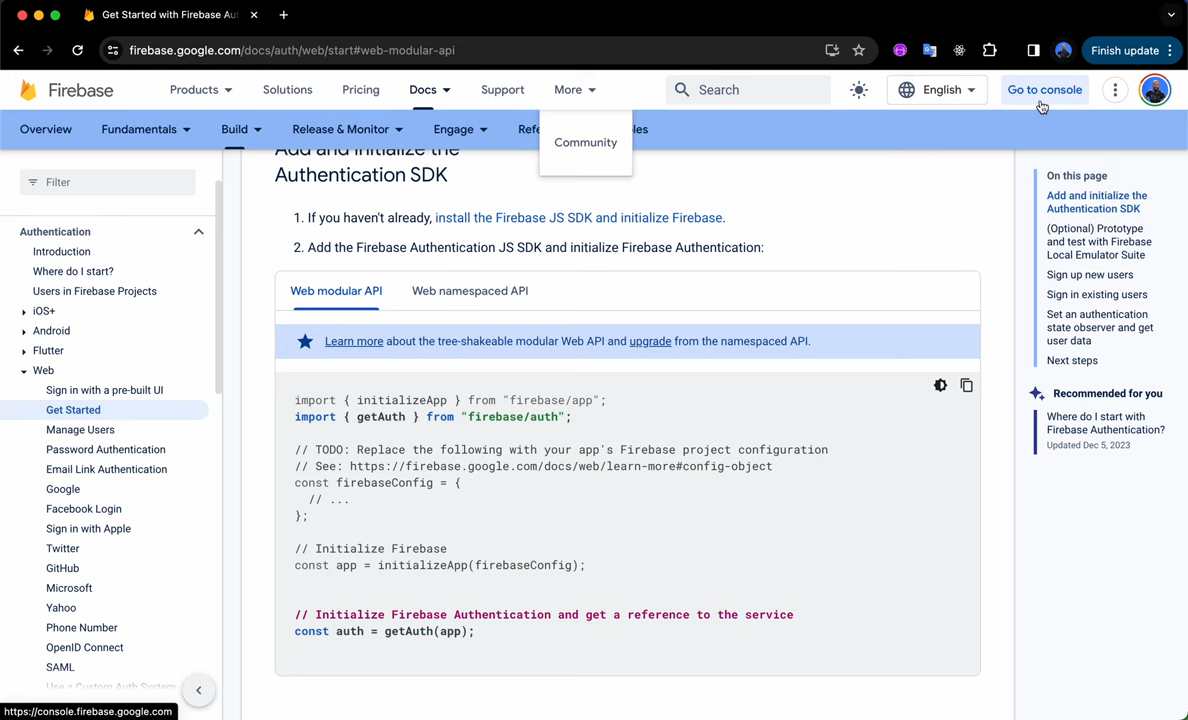 Get Started with Firebase Aut
firebase.google.com/docs/auth/web/start#web-modular-api
Finish update
Firebase
Products
Solutions
Pricing
Docs
Support
More
Search
English
Go to console
Overview
Fundamentals
Build
Release & Monitor
Engage
Community
Filter
Authentication
Introduction
Where do I start?
Users in Firebase Projects
iOS+
Android
Flutter
Web
Sign in with a pre-built UI
Get Started
Manage Users
Password Authentication
Email Link Authentication
Google
Facebook Login
Sign in with Apple
Twitter
GitHub
Microsoft
Yahoo
Phone Number
OpenID Connect
SAML
Use a Custom Auth System
https://console.firebase.google.com
Add and initialize the
Authentication SDK
1. If you haven't already, install the Firebase JS SDK and initialize Firebase.
2. Add the Firebase Authentication JS SDK and initialize Firebase Authentication:
Web modular API
Web namespaced API
Learn more about the tree-shakeable modular Web API and upgrade from the namespaced API.
import { initializeApp } from "firebase/app";
import { getAuth } from "firebase/auth";
// TODO: Replace the following with your app's Firebase project configuration
// See: https://firebase.google.com/docs/web/learn-more#config-object
const firebaseConfig = {
// ...
};
// Initialize Firebase
const app = initializeApp(firebaseConfig);
// Initialize Firebase Authentication and get a reference to the service
const auth = getAuth(app);
On this page
Add and initialize the
Authentication SDK
(Optional) Prototype
and test with Firebase
Local Emulator Suite
Sign up new users
Sign in existing users
Set an authentication
state observer and get
user data
Next steps
Recommended for you
Where do I start with
Firebase Authentication?
Updated Dec 5, 2023